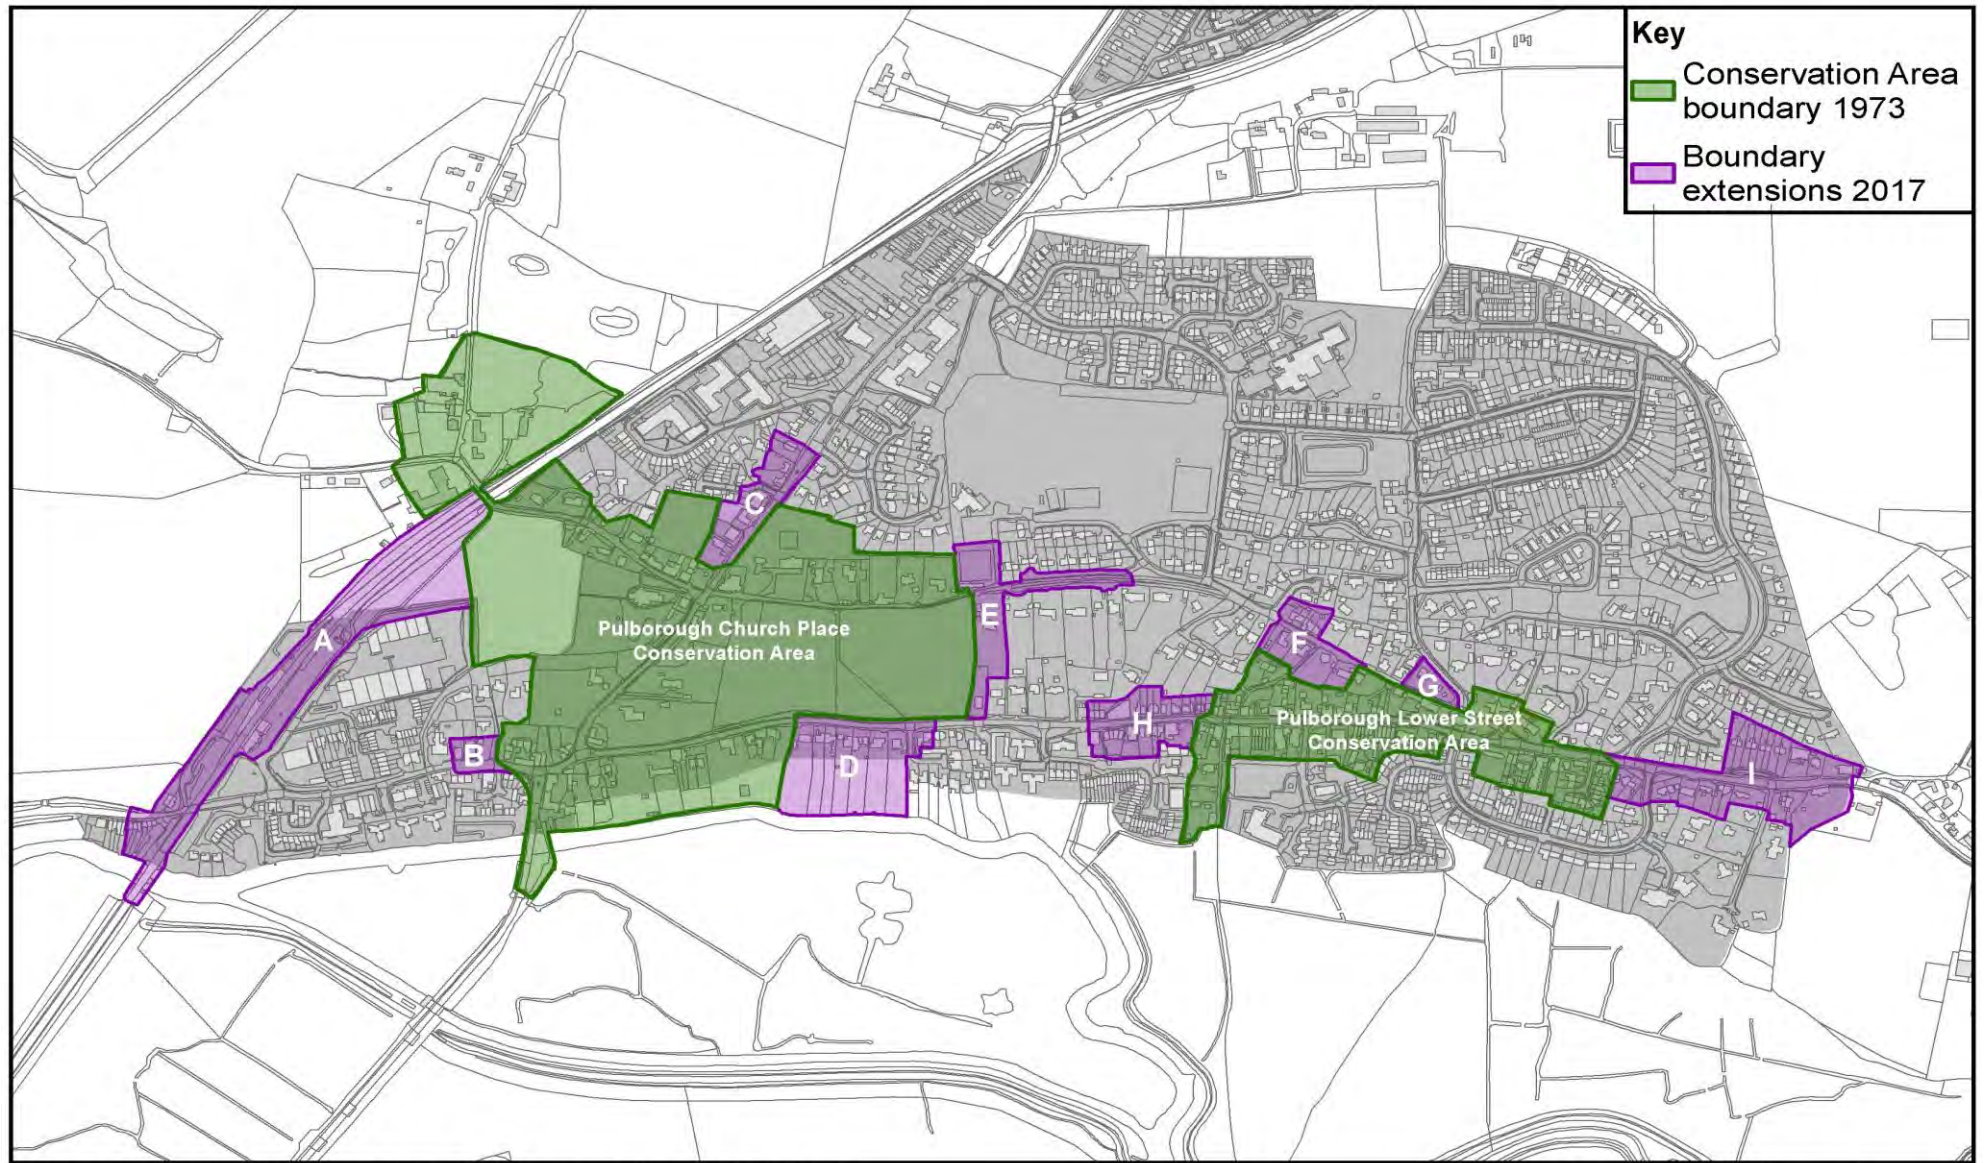 Key
Conservation Area
boundary 1973
Boundary
extensions 2017
C
E
Pulborough Church Place
Conservation Area
A
F
G
H
Pulborough Lower Street
Conservation Area
B
D
I